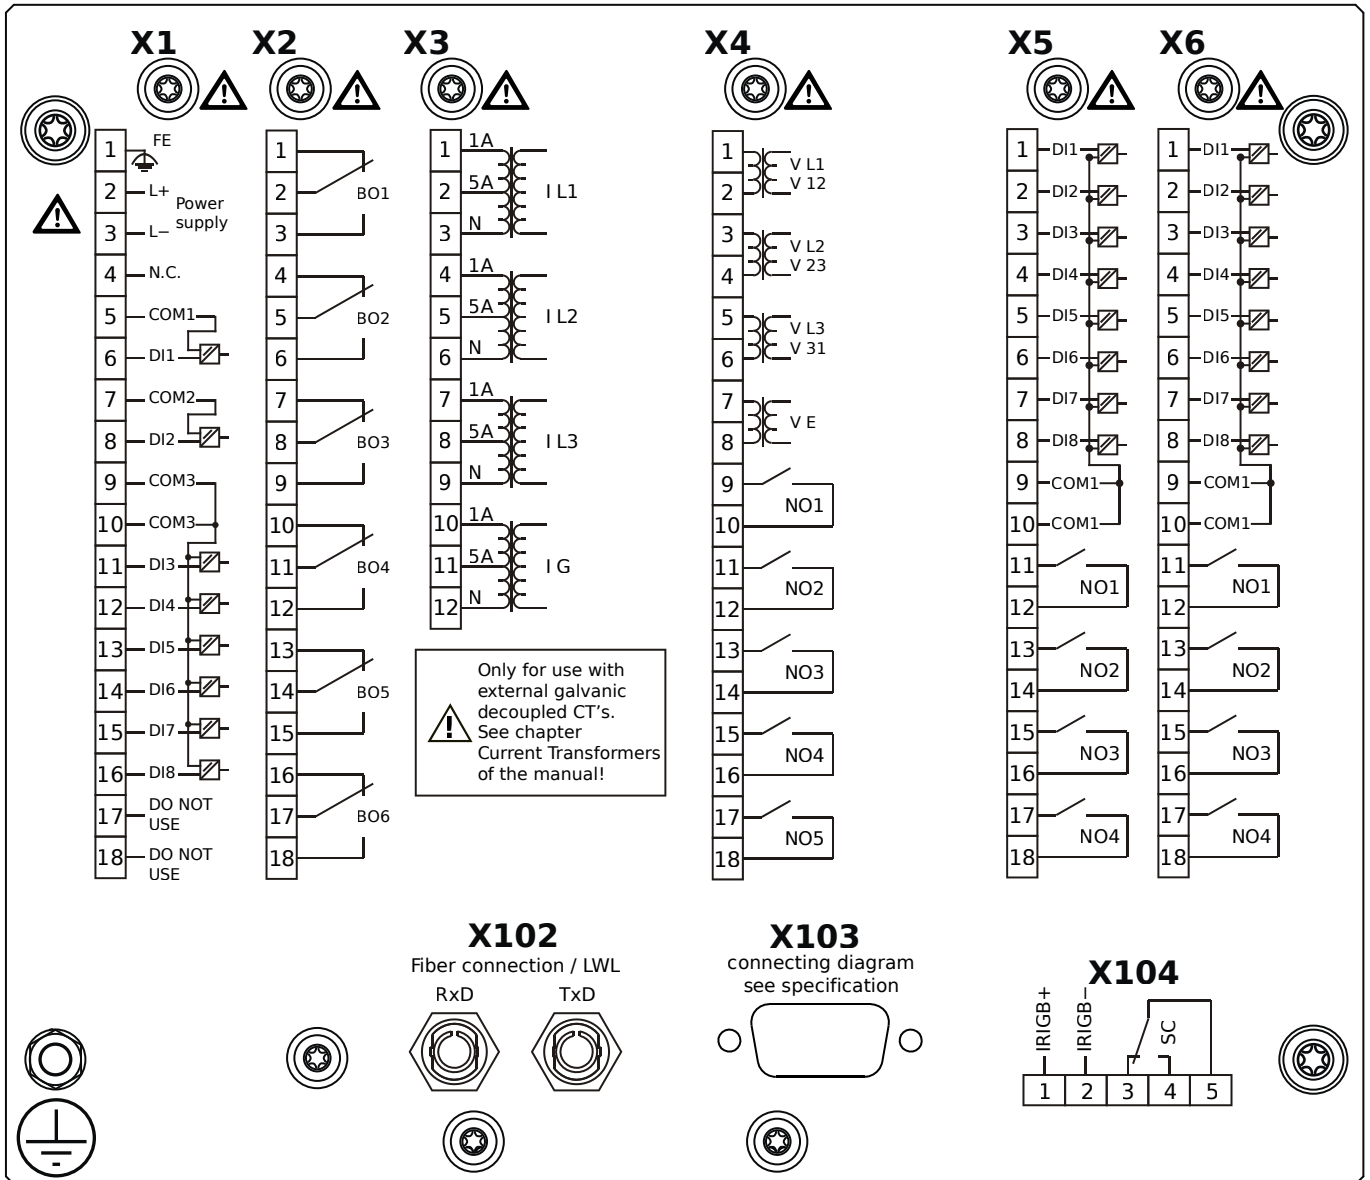 X1
X2
X3
X4
X5
X6
1
FE
2
L+
Power
supply
3
L−
4
N.C.
5
COM1
6
DI1
7
COM2
8
DI2
9
COM3
10
COM3
11
DI3
12
DI4
13
DI5
14
DI6
15
DI7
16
DI8
17
DO NOT
USE
18
DO NOT
USE
1
2
BO1
3
4
5
BO2
6
7
8
BO3
9
10
11
BO4
12
13
14
BO5
15
16
17
BO6
18
1
1A
2
5A
I L1
3
N
4
1A
5
5A
I L2
6
N
7
1A
8
5A
I L3
9
N
10
1A
11
5A
I G
12
N
Only for use with
external galvanic
decoupled CT's.
See chapter
Current Transformers
of the manual!
1
V L1
V 12
2
3
V L2
V 23
4
5
V L3
V 31
6
7
V E
8
9
NO1
10
11
NO2
12
13
NO3
14
15
NO4
16
17
NO5
18
1
DI1
2
DI2
3
DI3
4
DI4
5
DI5
6
DI6
7
DI7
8
DI8
9
COM1
10
COM1
11
NO1
12
13
NO2
14
15
NO3
16
17
NO4
18
1
DI1
2
DI2
3
DI3
4
DI4
5
DI5
6
DI6
7
DI7
8
DI8
9
COM1
10
COM1
11
NO1
12
13
NO2
14
15
NO3
16
17
NO4
18
X102
Fiber connection / LWL
RxD
TxD
X103
connecting diagram
see specification
X104
IRIGB+
IRIGB−
SC
1
2
3
4
5